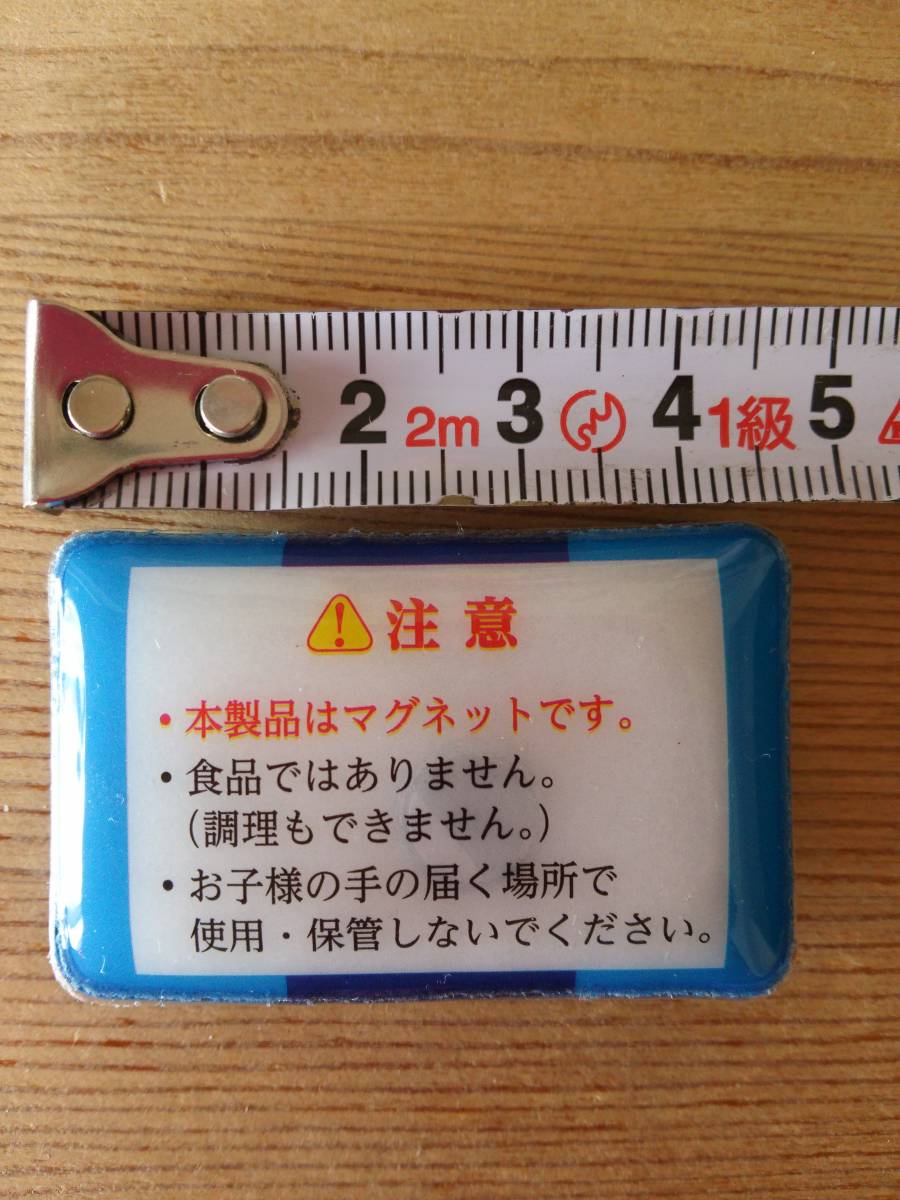 2 2m 3 4 1級 5
注意
・本製品はマグネットです。
・食品ではありません。
(調理もできません。)
・お子様の手の届く場所で
使用・保管しないでください。